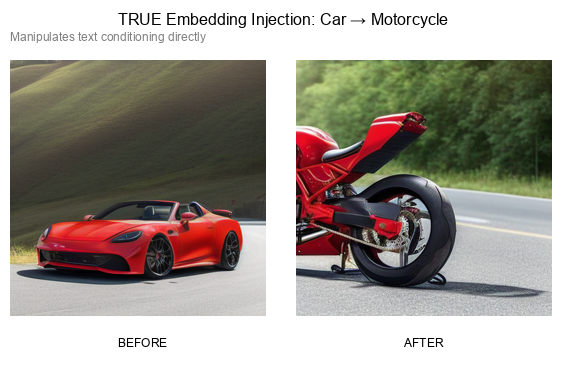 TRUE Embedding Injection: Car → Motorcycle
Manipulates text conditioning directly
BEFORE
AFTER